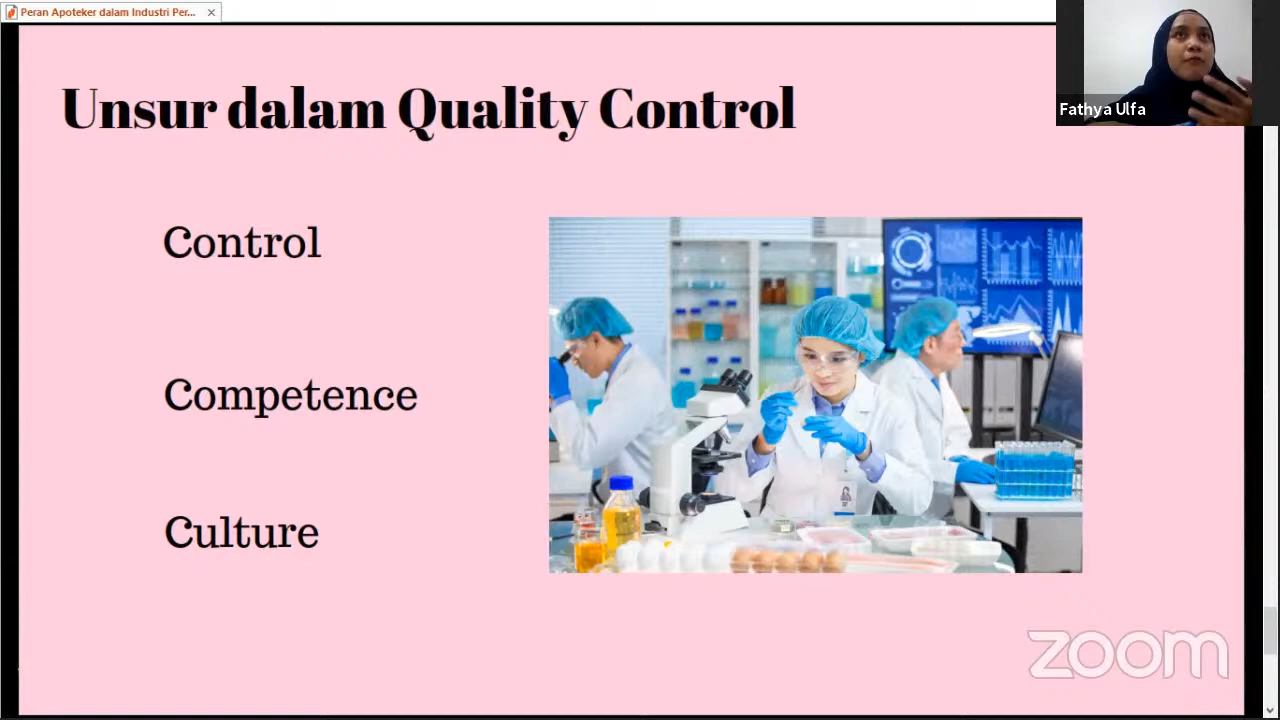 Peran Apoteker dalam Industri Per...
Unsur dalam Quality Control
Fathya Ulfa
Control
Competence
Culture
zoom